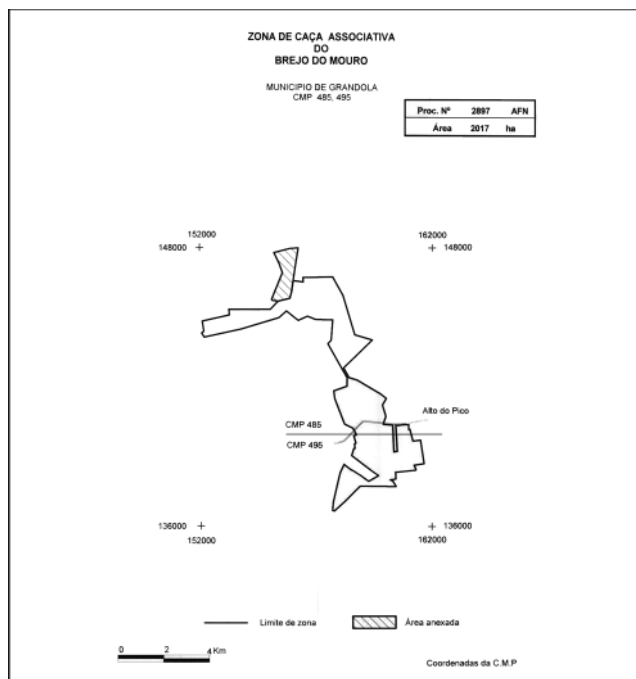 ZONA DE CAÇA ASSOCIATIVA
DO
BREJO DO MOURO
MUNICIPIO DE GRANDOLA
CMP 485, 495
Proc. Nº 2897 AFN
Área 2017 ha
152000 162000
148000 148000
Alto do Pico
CMP 485
CMP 495
136000 136000
152000 162000
Limite de zona Área anexada
0 2 4 Km
Coordenadas da C.M.P